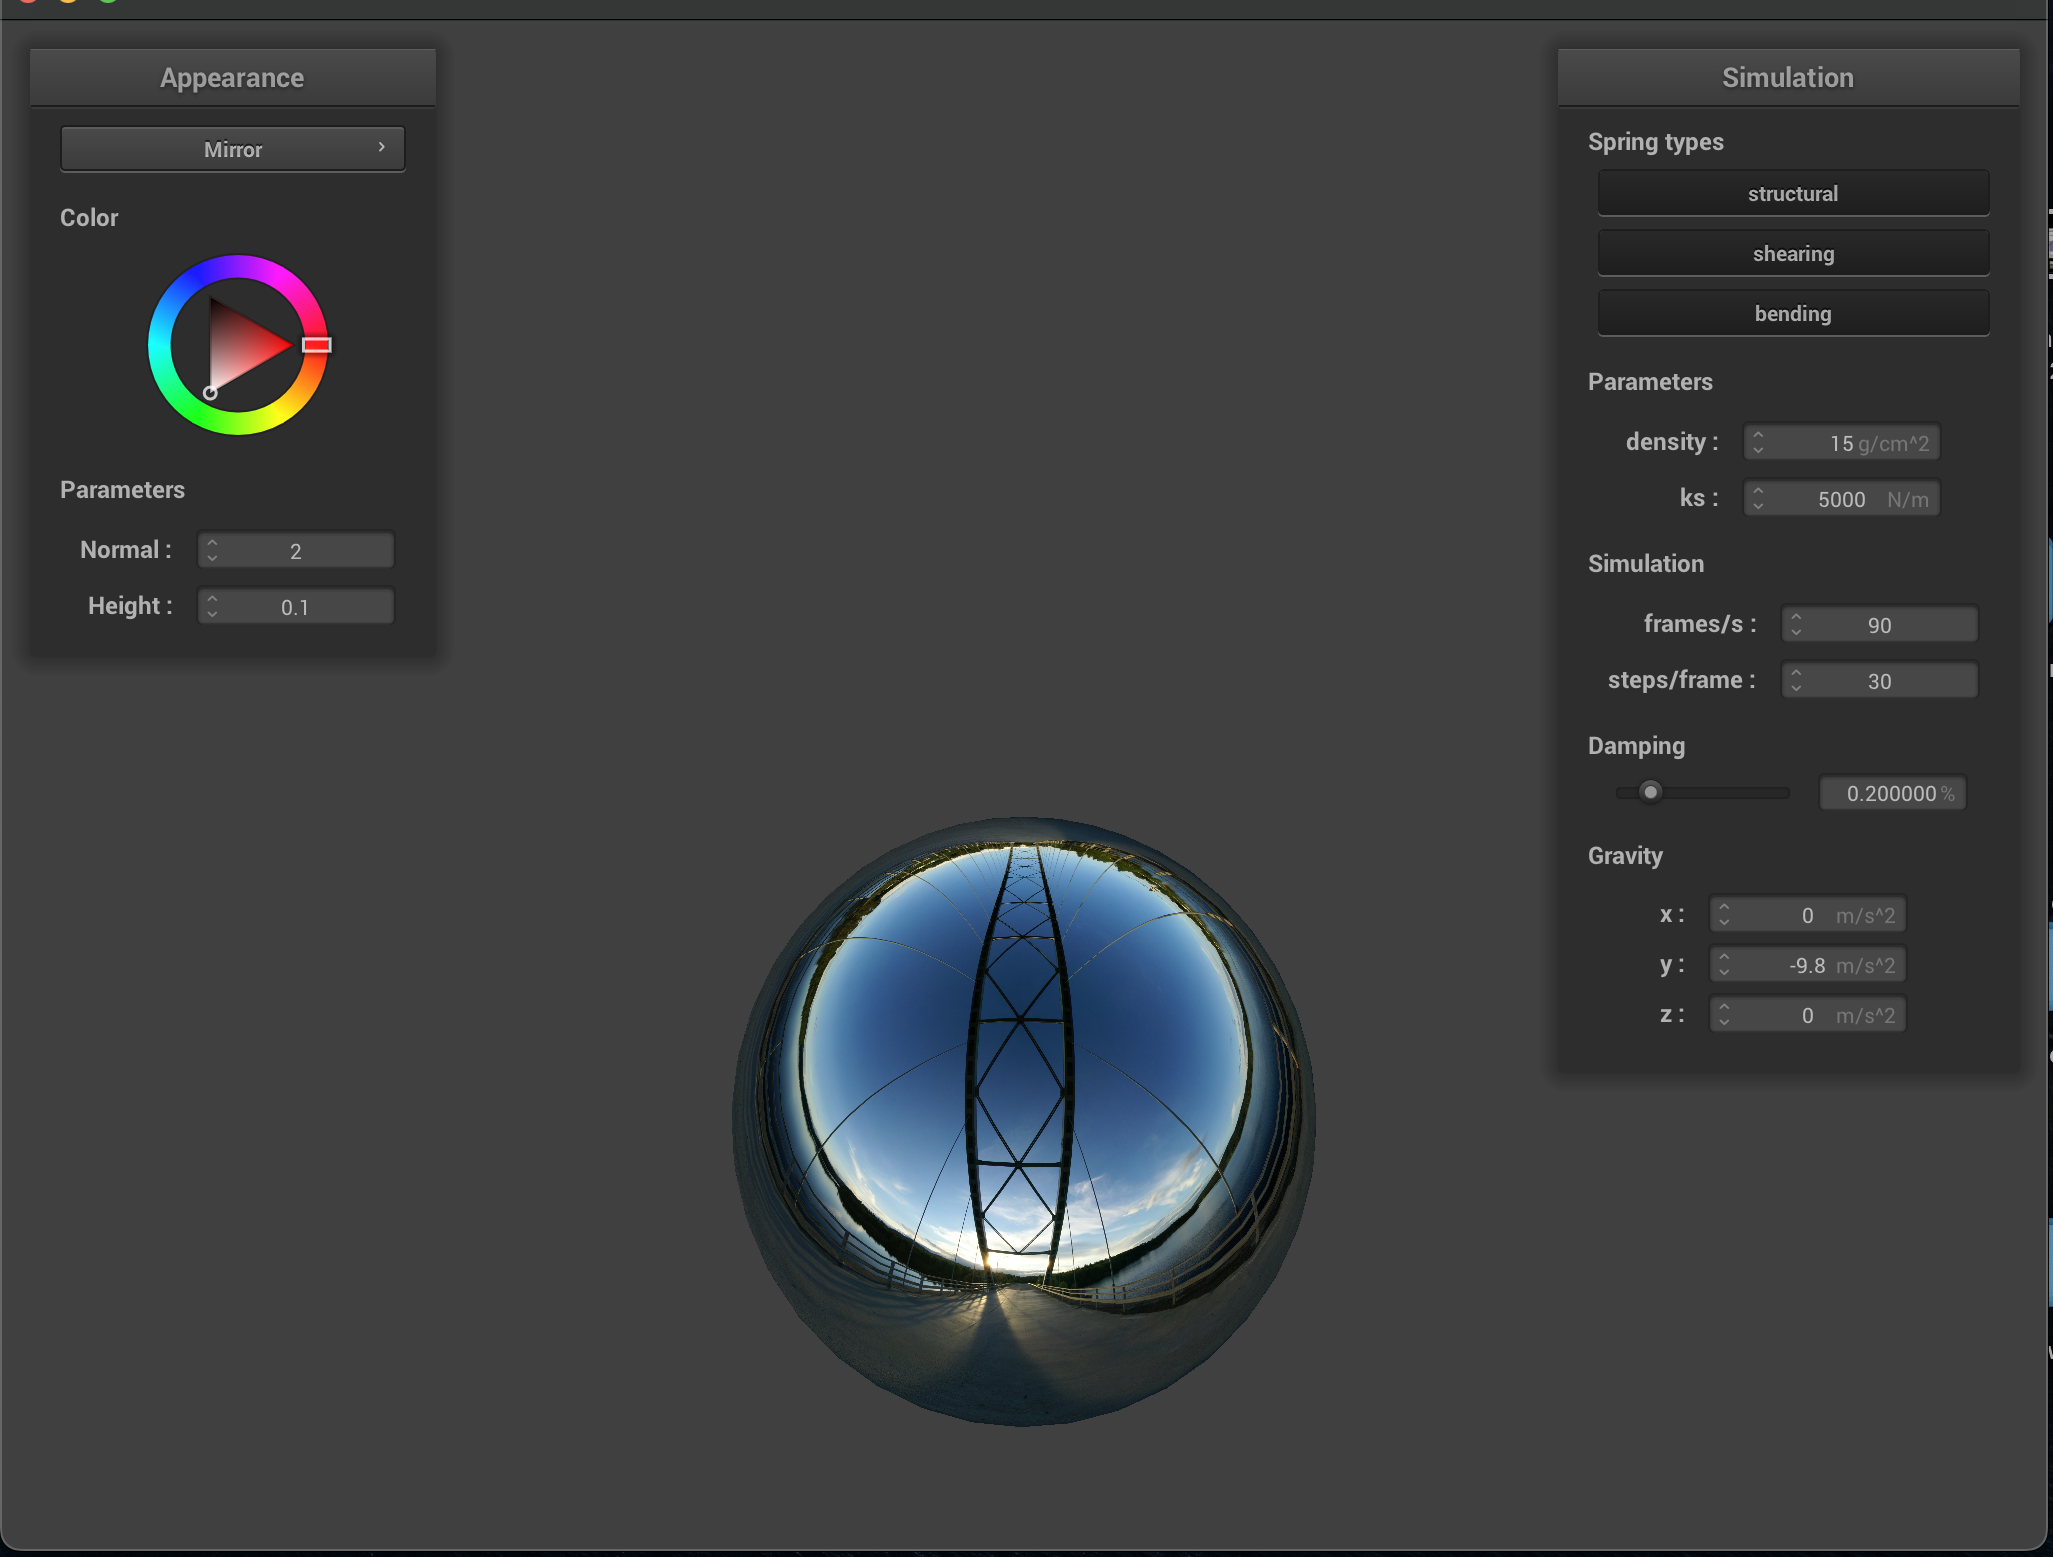 Appearance
Mirror
Color
Parameters
Normal : 2
Height : 0.1
Simulation
Spring types
structural
shearing
bending
Parameters
density : 15 g/cm^2
ks : 5000 N/m
Simulation
frames/s : 90
steps/frame : 30
Damping
0.200000 %
Gravity
x : 0 m/s^2
y : -9.8 m/s^2
z : 0 m/s^2